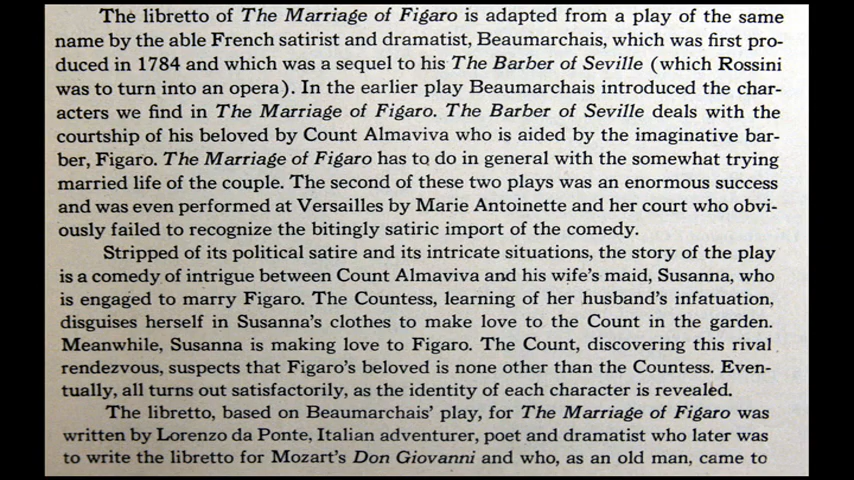 The libretto of The Marriage of Figaro is adapted from a play of the same
name by the able French satirist and dramatist, Beaumarchais, which was first pro-
duced in 1784 and which was a sequel to his The Barber of Seville (which Rossini
was to turn into an opera). In the earlier play Beaumarchais introduced the char-
acters we find in The Marriage of Figaro. The Barber of Seville deals with the
courtship of his beloved by Count Almaviva who is aided by the imaginative bar-
ber, Figaro. The Marriage of Figaro has to do in general with the somewhat trying
married life of the couple. The second of these two plays was an enormous success
and was even performed at Versailles by Marie Antoinette and her court who obvi-
ously failed to recognize the bitingly satiric import of the comedy.
Stripped of its political satire and its intricate situations, the story of the play
is a comedy of intrigue between Count Almaviva and his wife's maid, Susanna, who
is engaged to marry Figaro. The Countess, learning of her husband's infatuation,
disguises herself in Susanna's clothes to make love to the Count in the garden.
Meanwhile, Susanna is making love to Figaro. The Count, discovering this rival
rendezvous, suspects that Figaro's beloved is none other than the Countess. Even-
tually, all turns out satisfactorily, as the identity of each character is revealed.
The libretto, based on Beaumarchais' play, for The Marriage of Figaro was
written by Lorenzo da Ponte, Italian adventurer, poet and dramatist who later was
to write the libretto for Mozart's Don Giovanni and who, as an old man, came to